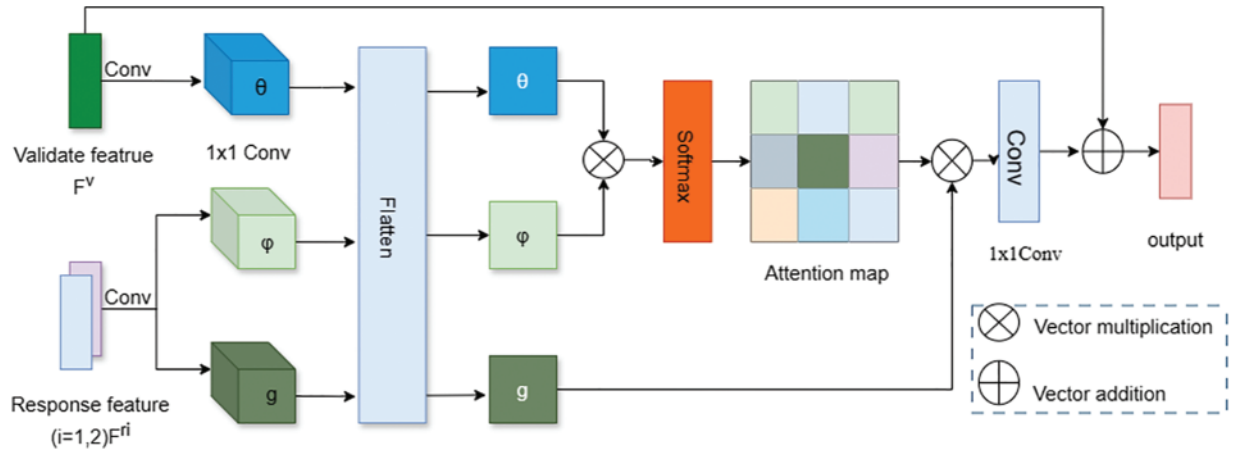 Conv
θ
Validate featrue
F^v
1x1 Conv
Conv
φ
g
Response feature
(i=1,2)F^ri
Flatten
θ
φ
g
Softmax
Attention map
Conv
1x1Conv
output
Vector multiplication
Vector addition